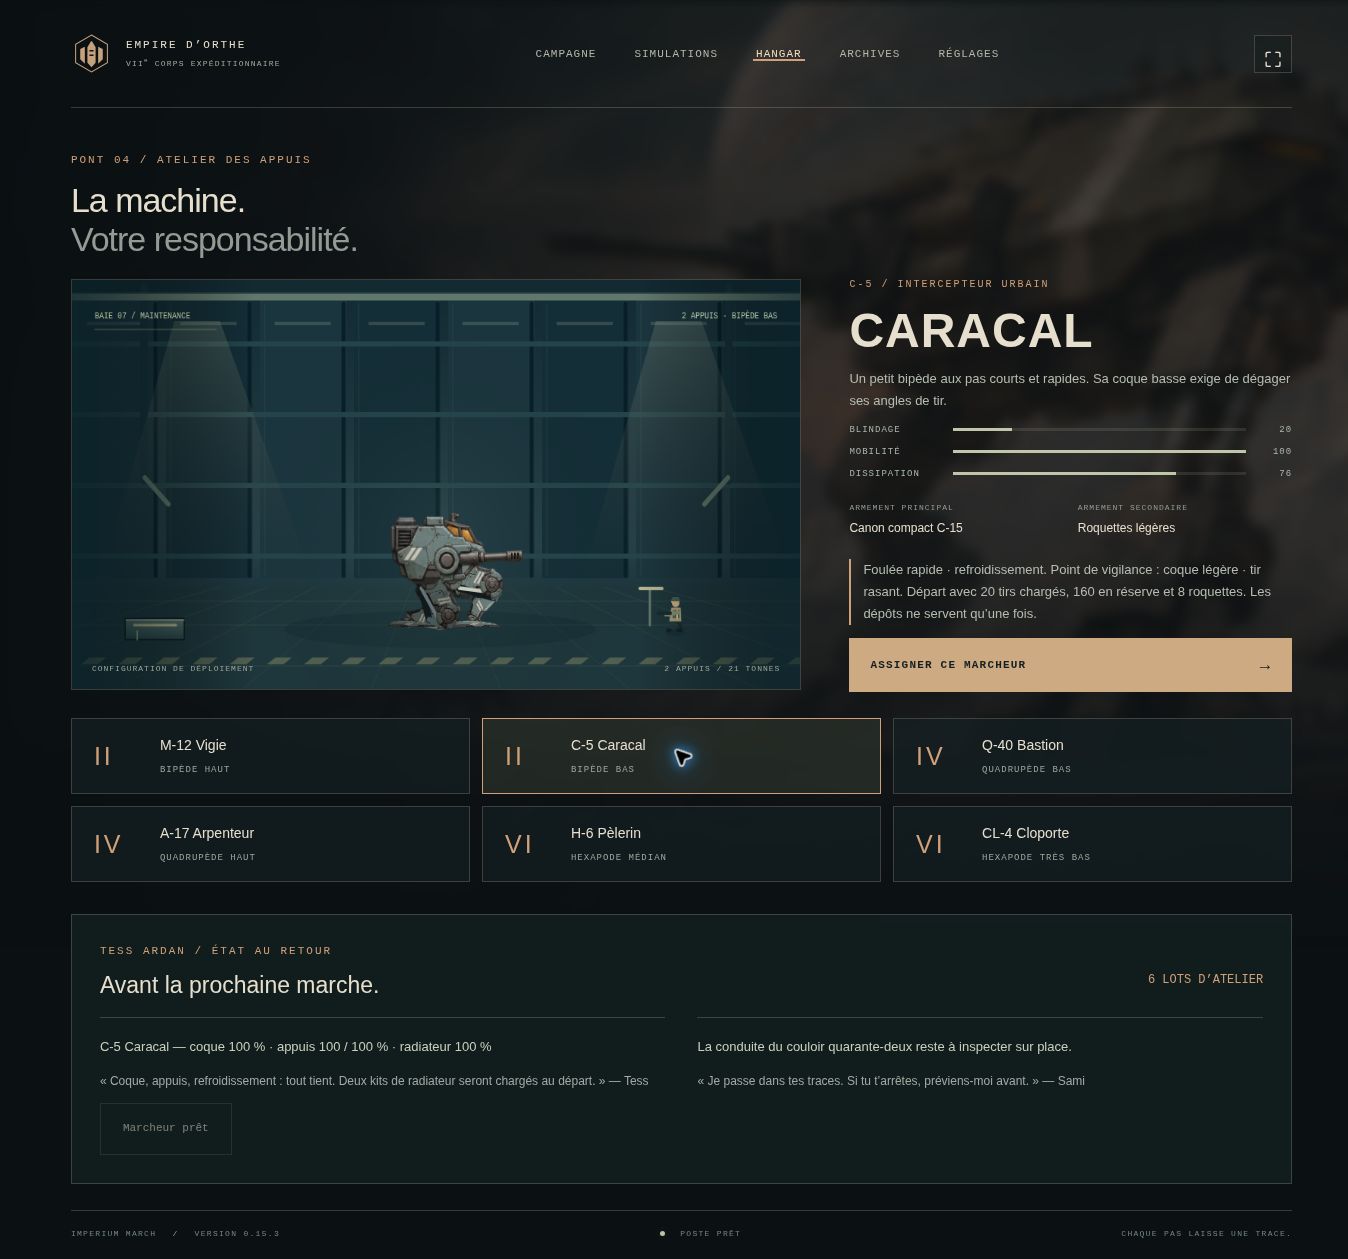 EMPIRE D’ORTHE
VIIᵉ CORPS EXPÉDITIONNAIRE
CAMPAGNE
SIMULATIONS
HANGAR
ARCHIVES
RÉGLAGES
PONT 04 / ATELIER DES APPUIS
La machine.
Votre responsabilité.
BAIE 07 / MAINTENANCE
2 APPUIS · BIPÈDE BAS
CONFIGURATION DE DÉPLOIEMENT
2 APPUIS / 21 TONNES
C-5 / INTERCEPTEUR URBAIN
CARACAL
Un petit bipède aux pas courts et rapides. Sa coque basse exige de dégager
ses angles de tir.
BLINDAGE 20
MOBILITÉ 100
DISSIPATION 76
ARMEMENT PRINCIPAL
Canon compact C-15
ARMEMENT SECONDAIRE
Roquettes légères
Foulée rapide · refroidissement. Point de vigilance : coque légère · tir
rasant. Départ avec 20 tirs chargés, 160 en réserve et 8 roquettes. Les
dépôts ne servent qu’une fois.
ASSIGNER CE MARCHEUR →
II
M-12 Vigie
BIPÈDE HAUT
II
C-5 Caracal
BIPÈDE BAS
IV
Q-40 Bastion
QUADRUPÈDE BAS
IV
A-17 Arpenteur
QUADRUPÈDE HAUT
VI
H-6 Pèlerin
HEXAPODE MÉDIAN
VI
CL-4 Cloporte
HEXAPODE TRÈS BAS
TESS ARDAN / ÉTAT AU RETOUR
Avant la prochaine marche.
6 LOTS D’ATELIER
C-5 Caracal — coque 100 % · appuis 100 / 100 % · radiateur 100 %
« Coque, appuis, refroidissement : tout tient. Deux kits de radiateur seront chargés au départ. » — Tess
Marcheur prêt
La conduite du couloir quarante-deux reste à inspecter sur place.
« Je passe dans tes traces. Si tu t’arrêtes, préviens-moi avant. » — Sami
IMPERIUM MARCH / VERSION 0.15.3
POSTE PRÊT
CHAQUE PAS LAISSE UNE TRACE.